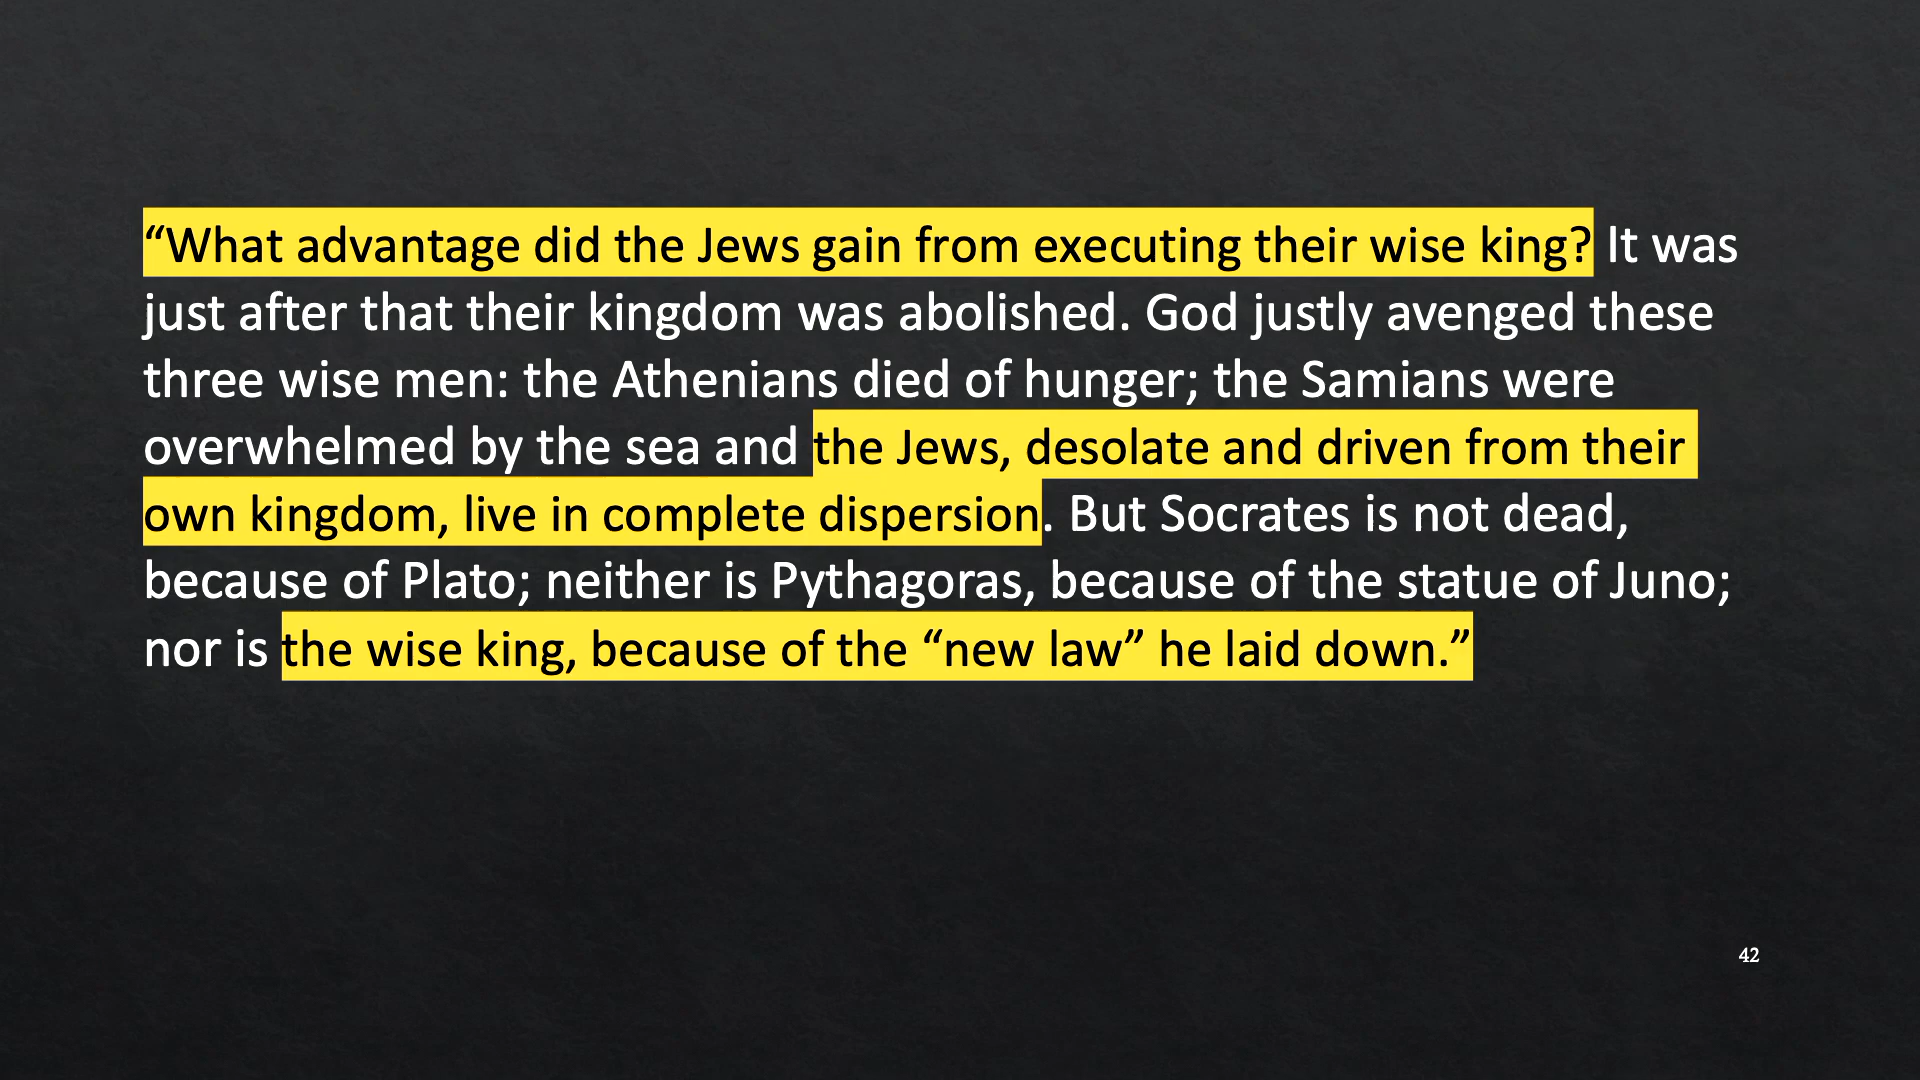 “What advantage did the Jews gain from executing their wise king? It was
just after that their kingdom was abolished. God justly avenged these
three wise men: the Athenians died of hunger; the Samians were
overwhelmed by the sea and the Jews, desolate and driven from their
own kingdom, live in complete dispersion. But Socrates is not dead,
because of Plato; neither is Pythagoras, because of the statue of Juno;
nor is the wise king, because of the “new law” he laid down.”
42